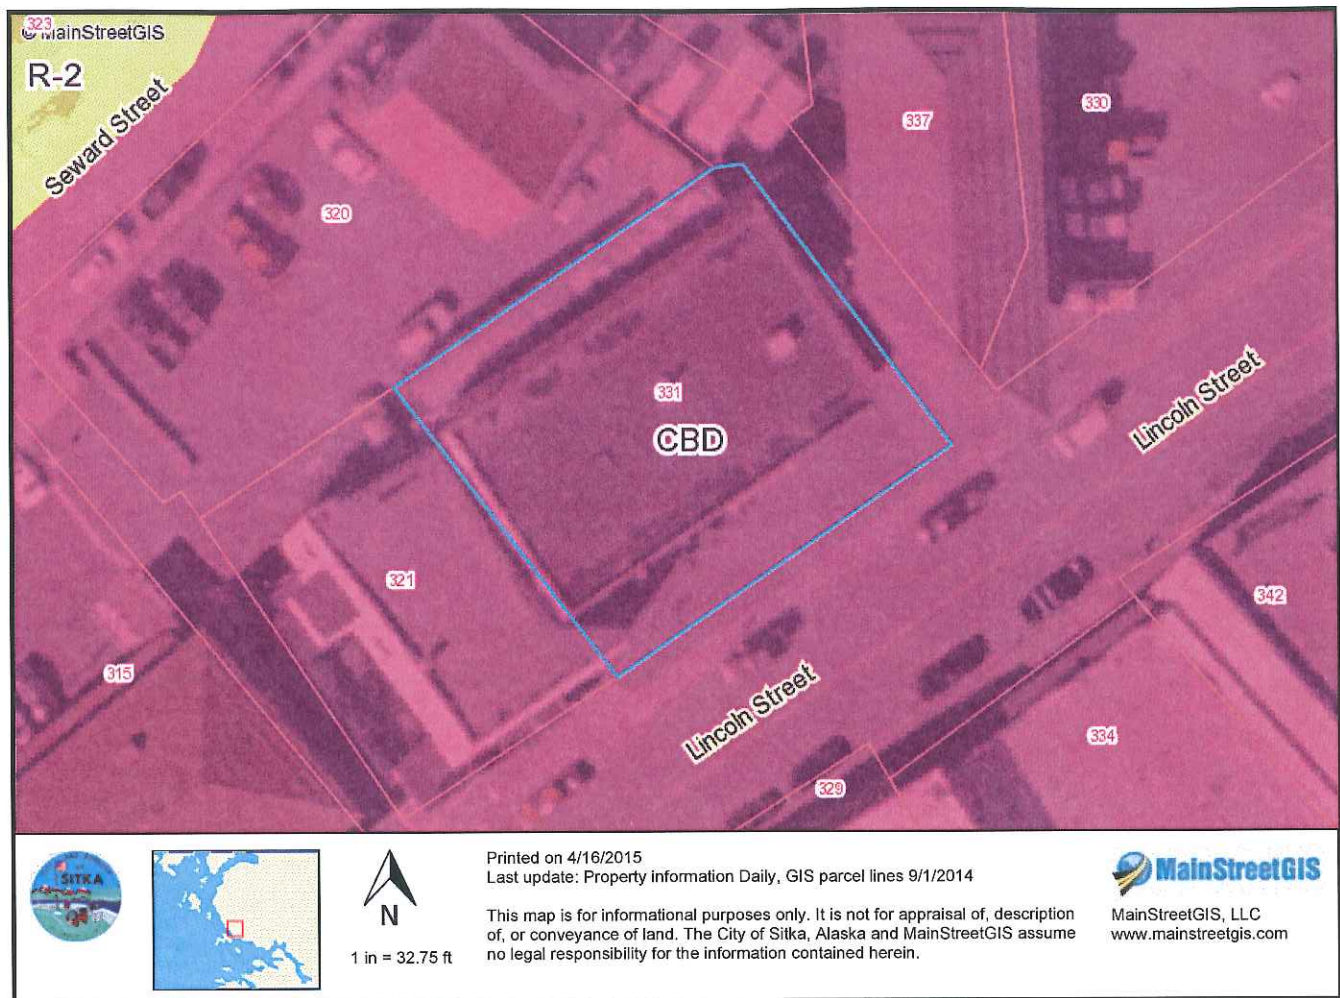 323
© MainStreetGIS
R-2
Seward Street
320
337
330
331
CBD
Lincoln Street
321
342
315
Lincoln Street
334
329
SITKA
N
1 in = 32.75 ft
Printed on 4/16/2015
Last update: Property information Daily, GIS parcel lines 9/1/2014
This map is for informational purposes only. It is not for appraisal of, description
of, or conveyance of land. The City of Sitka, Alaska and MainStreetGIS assume
no legal responsibility for the information contained herein.
MainStreetGIS
MainStreetGIS, LLC
www.mainstreetgis.com